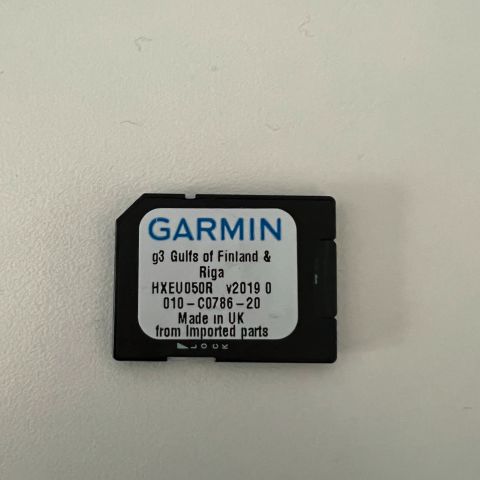 GARMIN
g3 Gulfs of Finland &
Riga
HXEU050R v2019 0
010-C0786-20
Made in UK
from Imported parts
LOCK